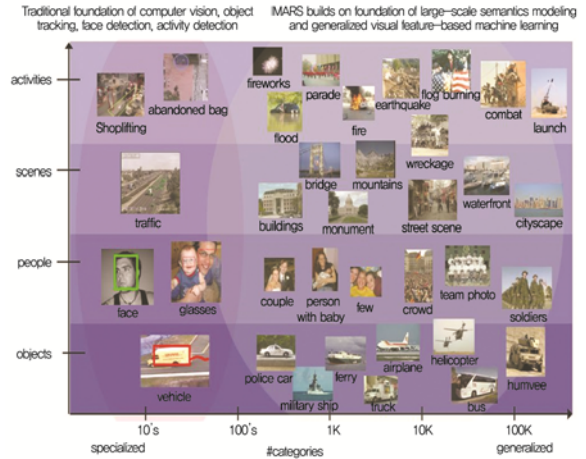 Traditional foundation of computer vision, object
tracking, face detection, activity detection
IMARS builds on foundation of large-scale semantics modeling
and generalized visual feature-based machine learning
activities
Shoplifting
abandoned bag
fireworks
parade
earthquake
flog burning
combat
launch
flood
fire
wreckage
scenes
traffic
bridge
mountains
buildings
monument
street scene
waterfront
cityscape
people
face
glasses
couple
person
with baby
few
crowd
team photo
soldiers
objects
vehicle
police car
ferry
airplane
helicopter
humvee
military ship
truck
bus
10's
100's
1K
10K
100K
specialized
#categories
generalized